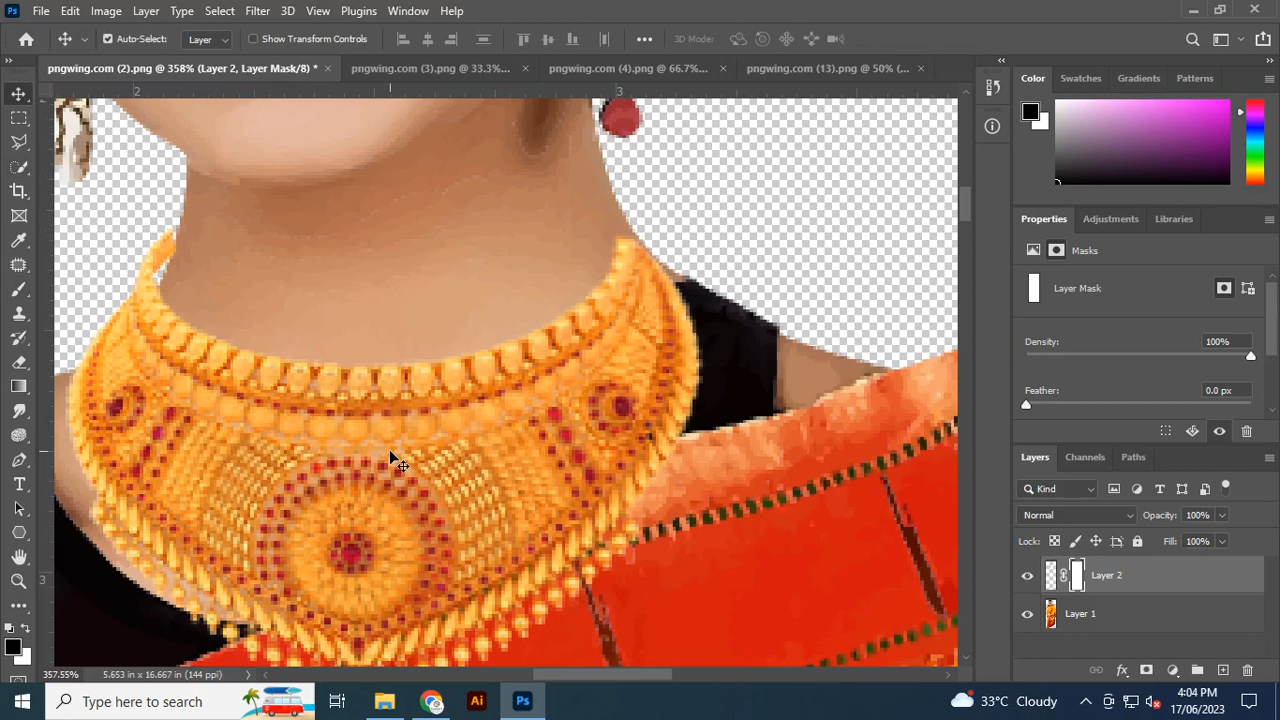 File Edit Image Layer Type Select Filter 3D View Plugins Window Help
Auto-Select: Layer Show Transform Controls 3D Mode:
pngwing.com (2).png @ 358% (Layer 2, Layer Mask/8) * × pngwing.com (3).png @ 33.3%... × pngwing.com (4).png @ 66.7%... × pngwing.com (13).png @ 50% (... ×
2 3
3
Color Swatches Gradients Patterns
Properties Adjustments Libraries
Masks
Layer Mask
Density: 100%
Feather: 0.0 px
Layers Channels Paths
Kind
Normal Opacity: 100%
Lock: Fill: 100%
Layer 2
Layer 1
357.55% 5.653 in x 16.667 in (144 ppi)
Type here to search
Ai Ps
33°C Cloudy
4:04 PM
17/06/2023